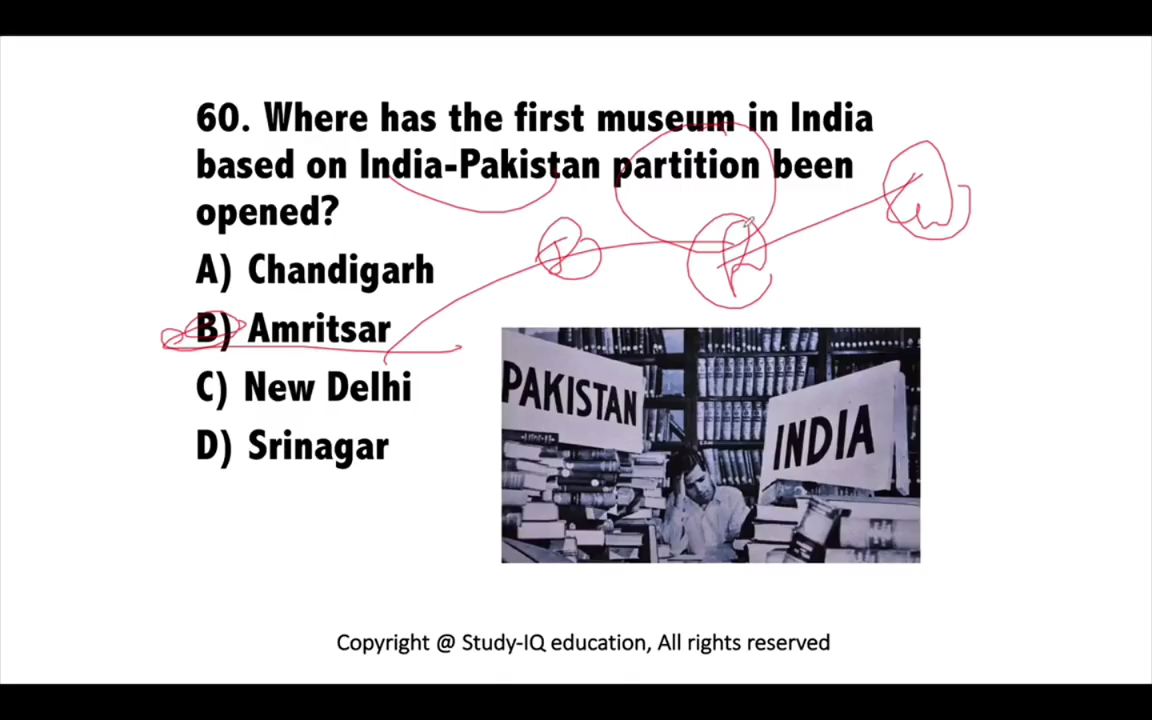 60. Where has the first museum in India
based on India-Pakistan partition been
opened?
A) Chandigarh
B) Amritsar
C) New Delhi
D) Srinagar
PAKISTAN
INDIA
Copyright @ Study-IQ education, All rights reserved